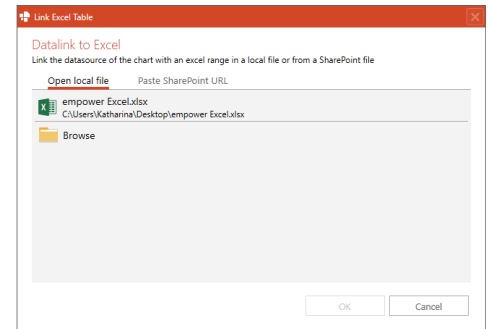 Link Excel Table
Datalink to Excel
Link the datasource of the chart with an excel range in a local file or from a SharePoint file
Open local file Paste SharePoint URL
empower Excel.xlsx
C:\Users\Katharina\Desktop\empower Excel.xlsx
Browse
OK Cancel